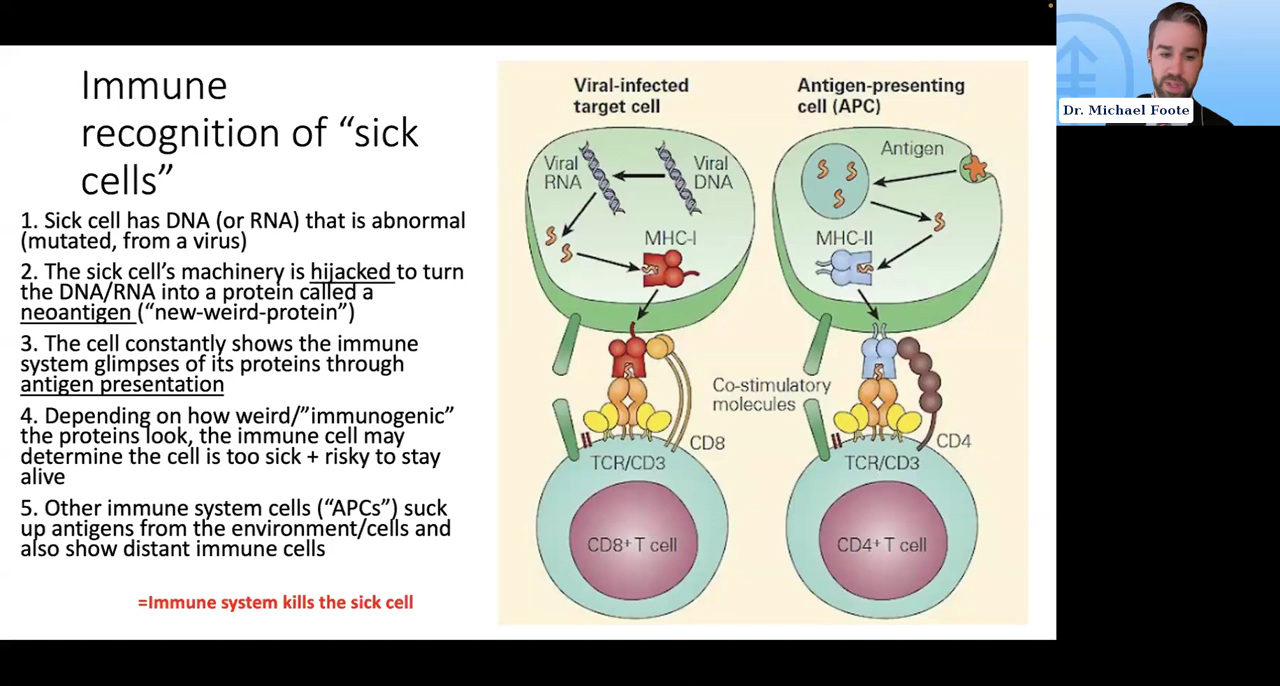 Immune
recognition of “sick
cells”
1. Sick cell has DNA (or RNA) that is abnormal
(mutated, from a virus)
2. The sick cell’s machinery is hijacked to turn
the DNA/RNA into a protein called a
neoantigen (“new-weird-protein”)
3. The cell constantly shows the immune
system glimpses of its proteins through
antigen presentation
4. Depending on how weird/”immunogenic”
the proteins look, the immune cell may
determine the cell is too sick + risky to stay
alive
5. Other immune system cells (“APCs”) suck
up antigens from the environment/cells and
also show distant immune cells
=Immune system kills the sick cell
Viral-infected
target cell
Viral
RNA
Viral
DNA
MHC-I
CD8
TCR/CD3
CD8+ T cell
Co-stimulatory
molecules
Antigen-presenting
cell (APC)
Antigen
MHC-II
CD4
TCR/CD3
CD4+ T cell
Dr. Michael Foote